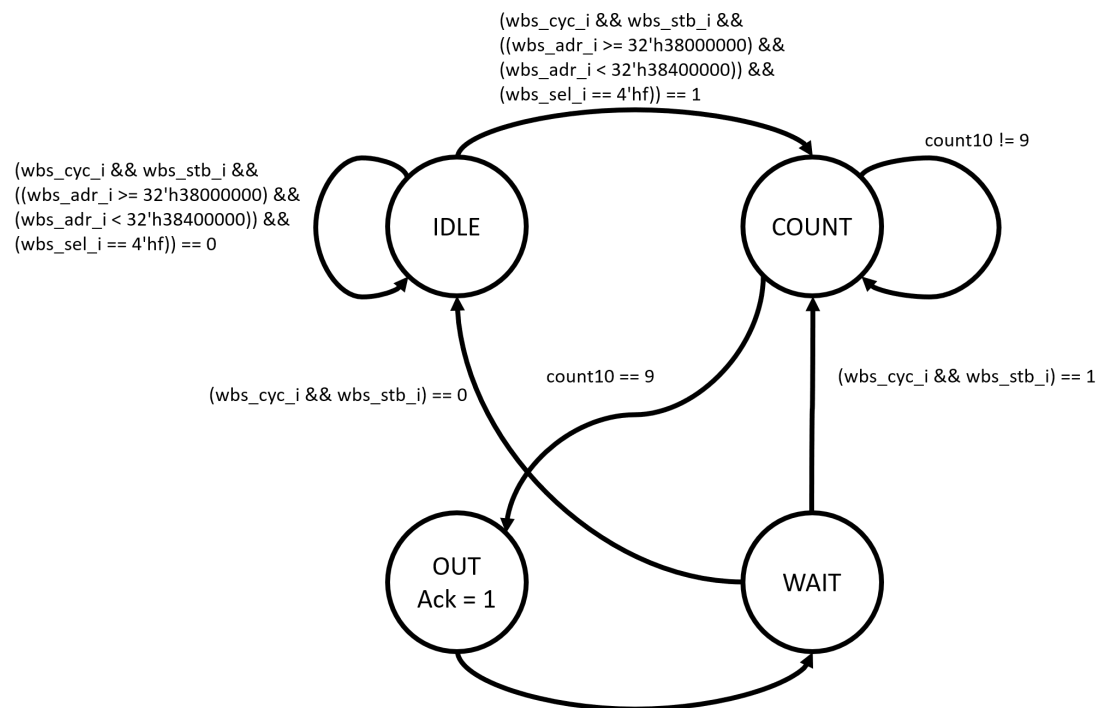 (wbs_cyc_i && wbs_stb_i &&
((wbs_adr_i >= 32'h38000000) &&
(wbs_adr_i < 32'h38400000)) &&
(wbs_sel_i == 4'hf)) == 1
count10 != 9
(wbs_cyc_i && wbs_stb_i &&
((wbs_adr_i >= 32'h38000000) &&
(wbs_adr_i < 32'h38400000)) &&
(wbs_sel_i == 4'hf)) == 0
IDLE
COUNT
(wbs_cyc_i && wbs_stb_i) == 0
count10 == 9
(wbs_cyc_i && wbs_stb_i) == 1
OUT
Ack = 1
WAIT